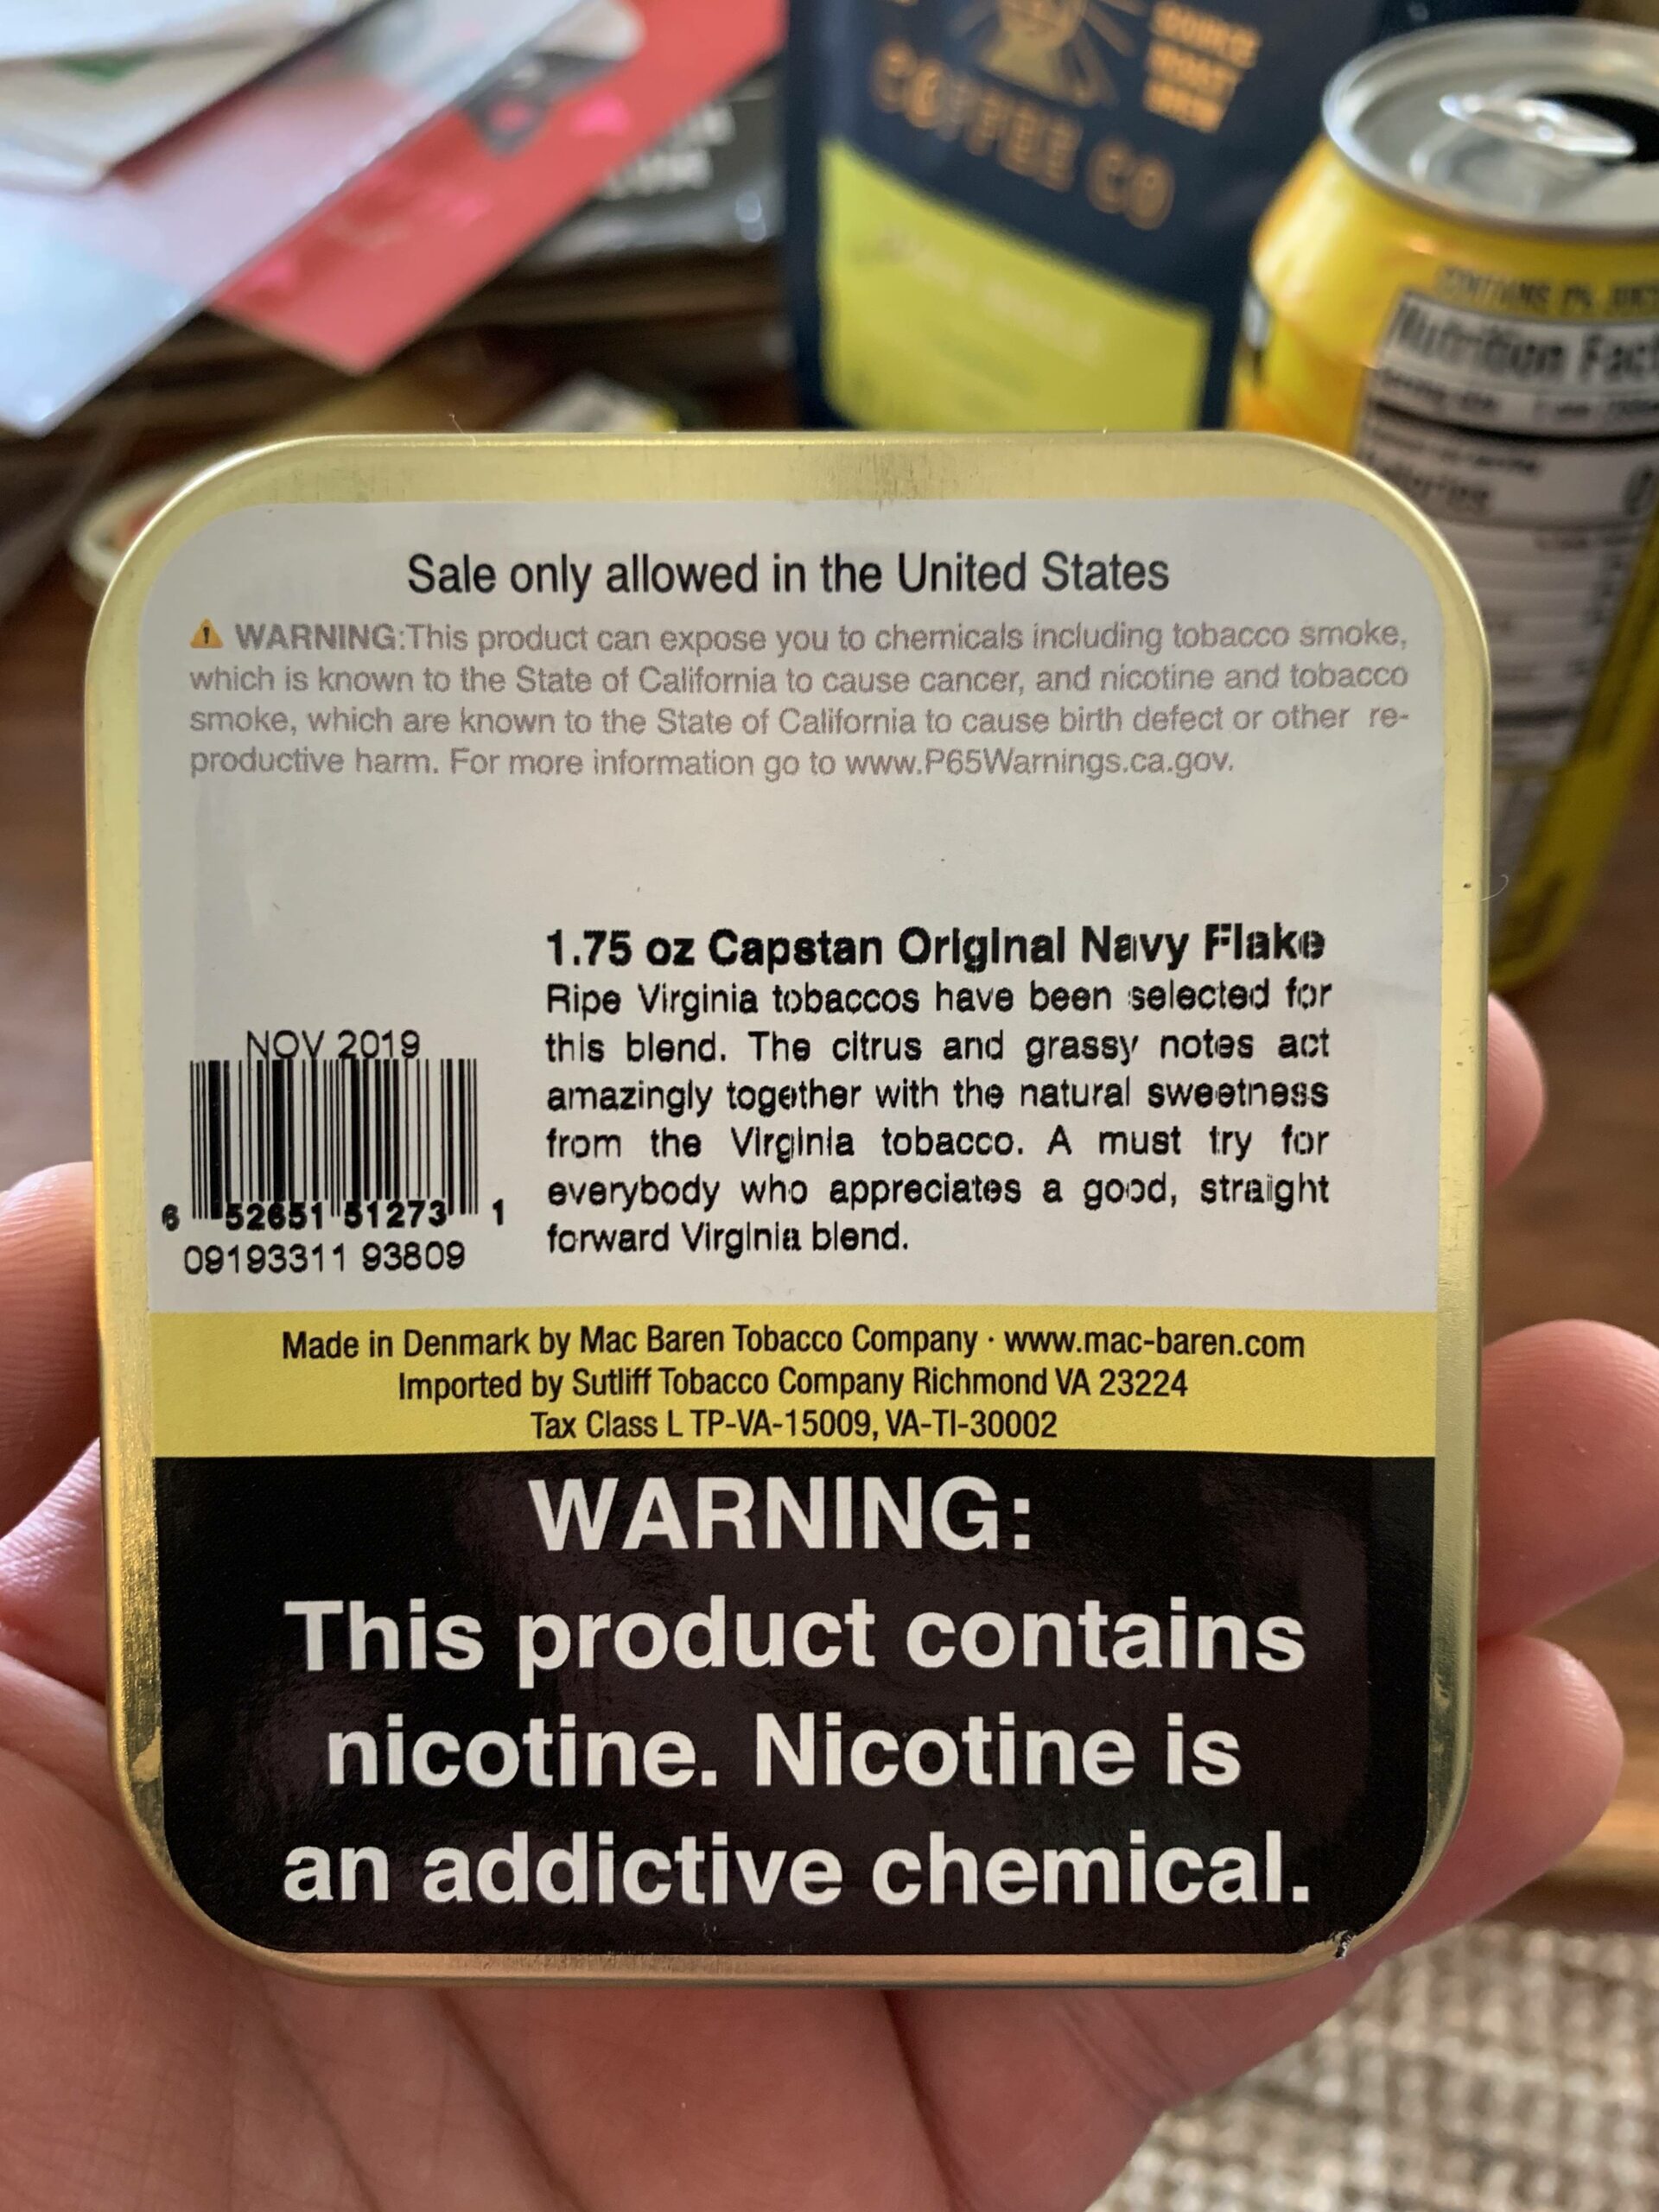 COFFEE CO
CONTAINS
Nutrition Fact
Sale only allowed in the United States
WARNING:This product can expose you to chemicals including tobacco smoke,
which is known to the State of California to cause cancer, and nicotine and tobacco
smoke, which are known to the State of California to cause birth defect or other re-
productive harm. For more information go to www.P65Warnings.ca.gov.
1.75 oz Capstan Original Navy Flake
Ripe Virginia tobaccos have been selected for
this blend. The citrus and grassy notes act
amazingly together with the natural sweetness
from the Virginia tobacco. A must try for
everybody who appreciates a good, straight
forward Virginia blend.
NOV 2019
6 52651 51273 1
09193311 93809
Made in Denmark by Mac Baren Tobacco Company · www.mac-baren.com
Imported by Sutliff Tobacco Company Richmond VA 23224
Tax Class L TP-VA-15009, VA-TI-30002
WARNING:
This product contains
nicotine. Nicotine is
an addictive chemical.